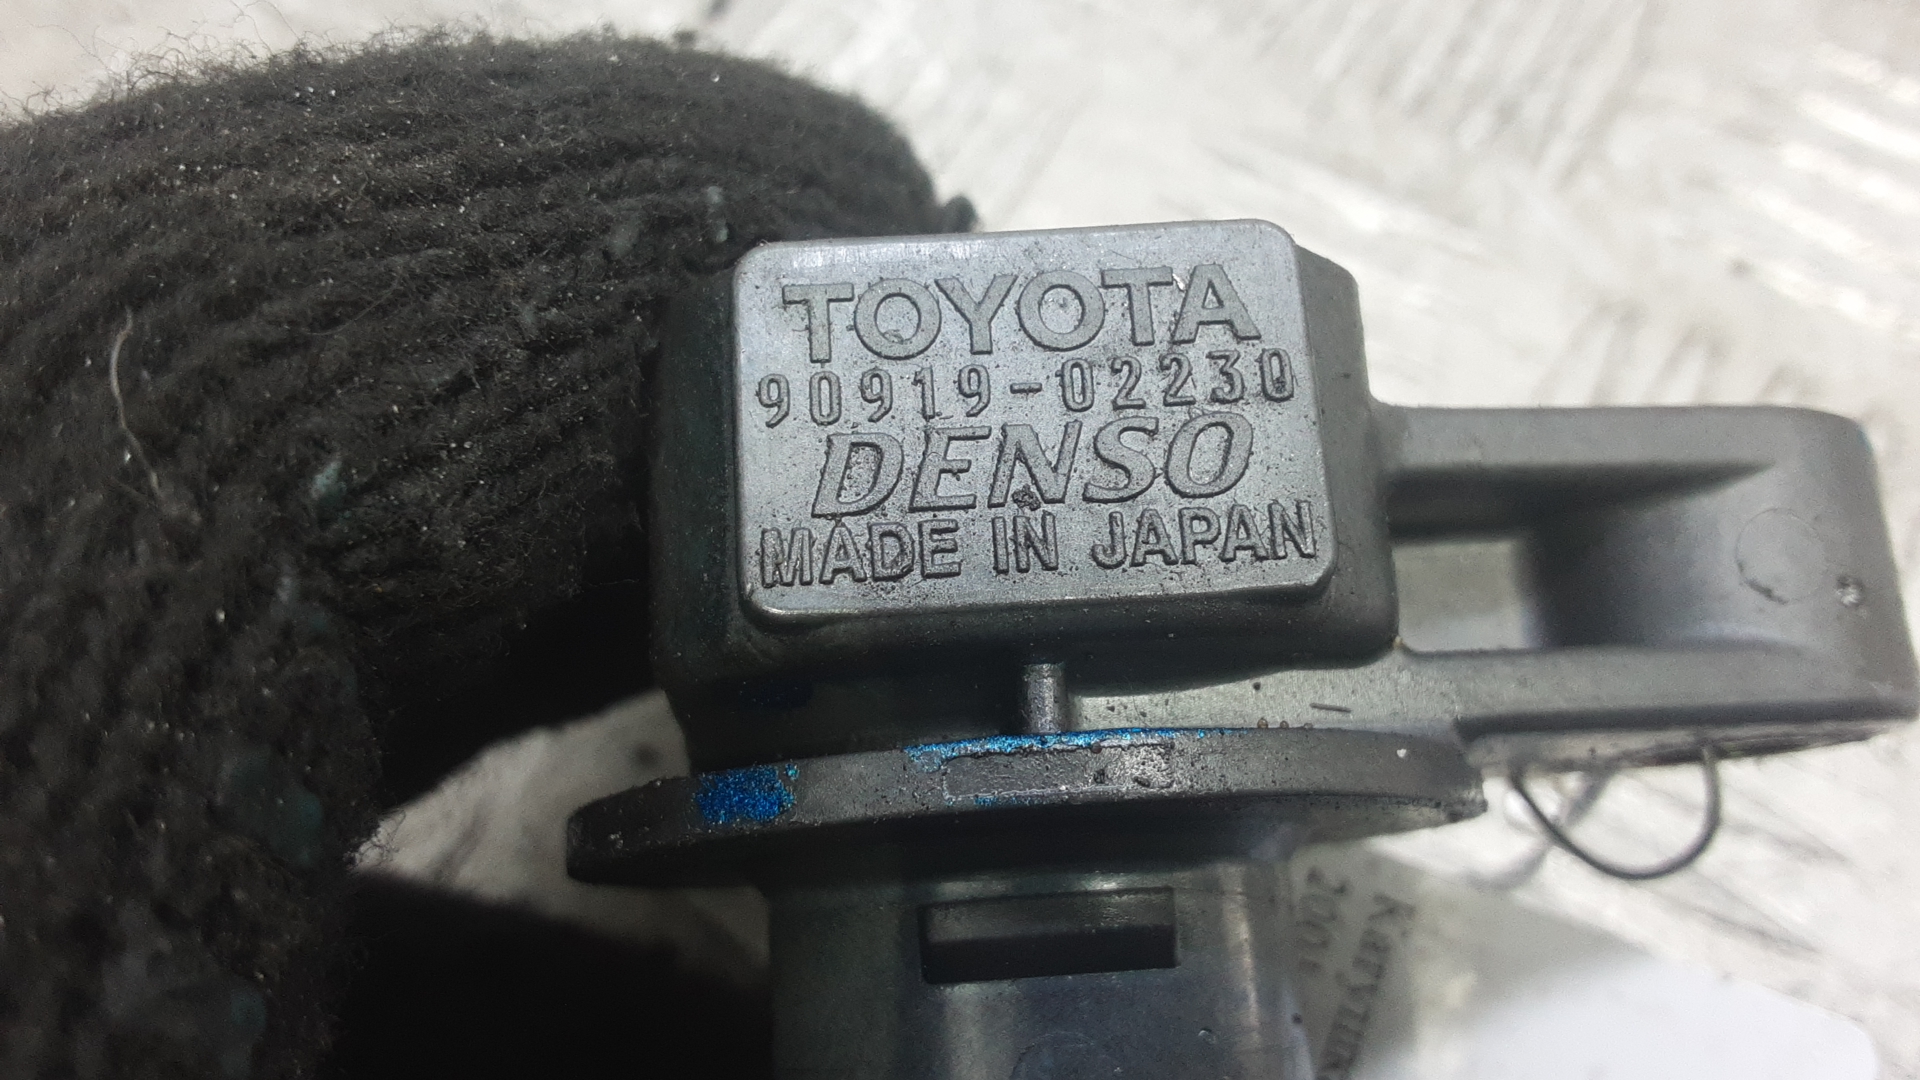 TOYOTA
90919-02230
DENSO
MADE IN JAPAN